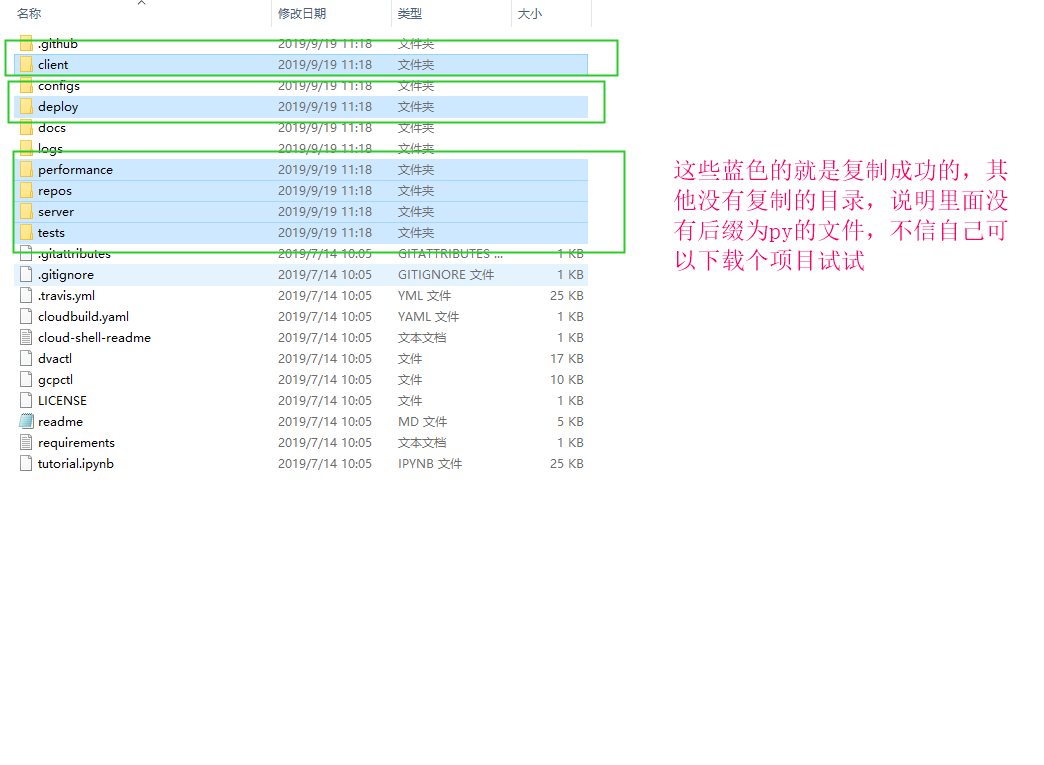 名称 修改日期 类型 大小
.github 2019/9/19 11:18 文件夹
client 2019/9/19 11:18 文件夹
configs 2019/9/19 11:18 文件夹
deploy 2019/9/19 11:18 文件夹
docs 2019/9/19 11:18 文件夹
logs 2019/9/19 11:18 文件夹
performance 2019/9/19 11:18 文件夹
repos 2019/9/19 11:18 文件夹
server 2019/9/19 11:18 文件夹
tests 2019/9/19 11:18 文件夹
.gitattributes 2019/7/14 10:05 GITATTRIBUTES ... 1 KB
.gitignore 2019/7/14 10:05 GITIGNORE 文件 1 KB
.travis.yml 2019/7/14 10:05 YML 文件 25 KB
cloudbuild.yaml 2019/7/14 10:05 YAML 文件 1 KB
cloud-shell-readme 2019/7/14 10:05 文本文档 1 KB
dvactl 2019/7/14 10:05 文件 17 KB
gcpctl 2019/7/14 10:05 文件 10 KB
LICENSE 2019/7/14 10:05 文件 1 KB
readme 2019/7/14 10:05 MD 文件 5 KB
requirements 2019/7/14 10:05 文本文档 1 KB
tutorial.ipynb 2019/7/14 10:05 IPYNB 文件 25 KB
这些蓝色的就是复制成功的，其
他没有复制的目录，说明里面没
有后缀为py的文件，不信自己可
以下载个项目试试